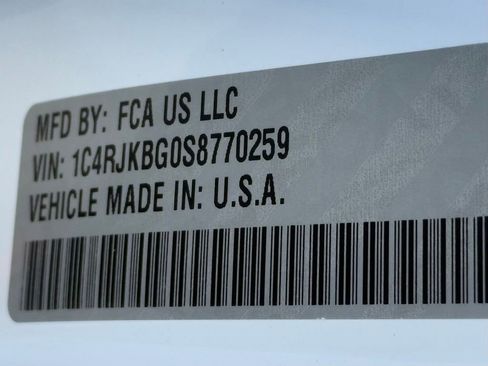 MFD BY: FCA US LLC
VIN: 1C4RJKBG0S8770259
VEHICLE MADE IN: U.S.A.